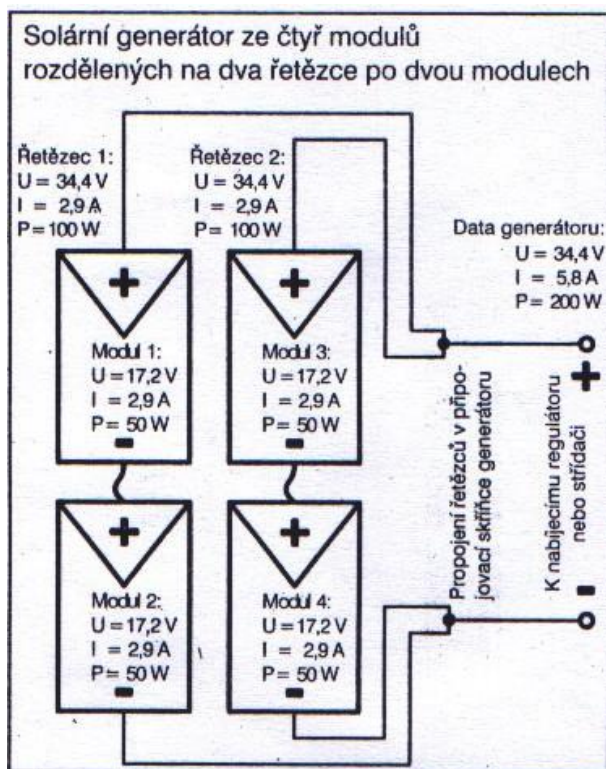 Solární generátor ze čtyř modulů
rozdělených na dva řetězce po dvou modulech
Řetězec 1:
U = 34,4 V
I = 2,9 A
P = 100 W
Řetězec 2:
U = 34,4 V
I = 2,9 A
P = 100 W
Data generátoru:
U = 34,4 V
I = 5,8 A
P = 200 W
+
Modul 1:
U = 17,2 V
I = 2,9 A
P = 50 W
-
+
Modul 3:
U = 17,2 V
I = 2,9 A
P = 50 W
-
+
Modul 2:
U = 17,2 V
I = 2,9 A
P = 50 W
-
+
Modul 4:
U = 17,2 V
I = 2,9 A
P = 50 W
-
Propojení řetězců v připo-
jovací skříňce generátoru
K nabíjecímu regulátoru
nebo střídači
+
-